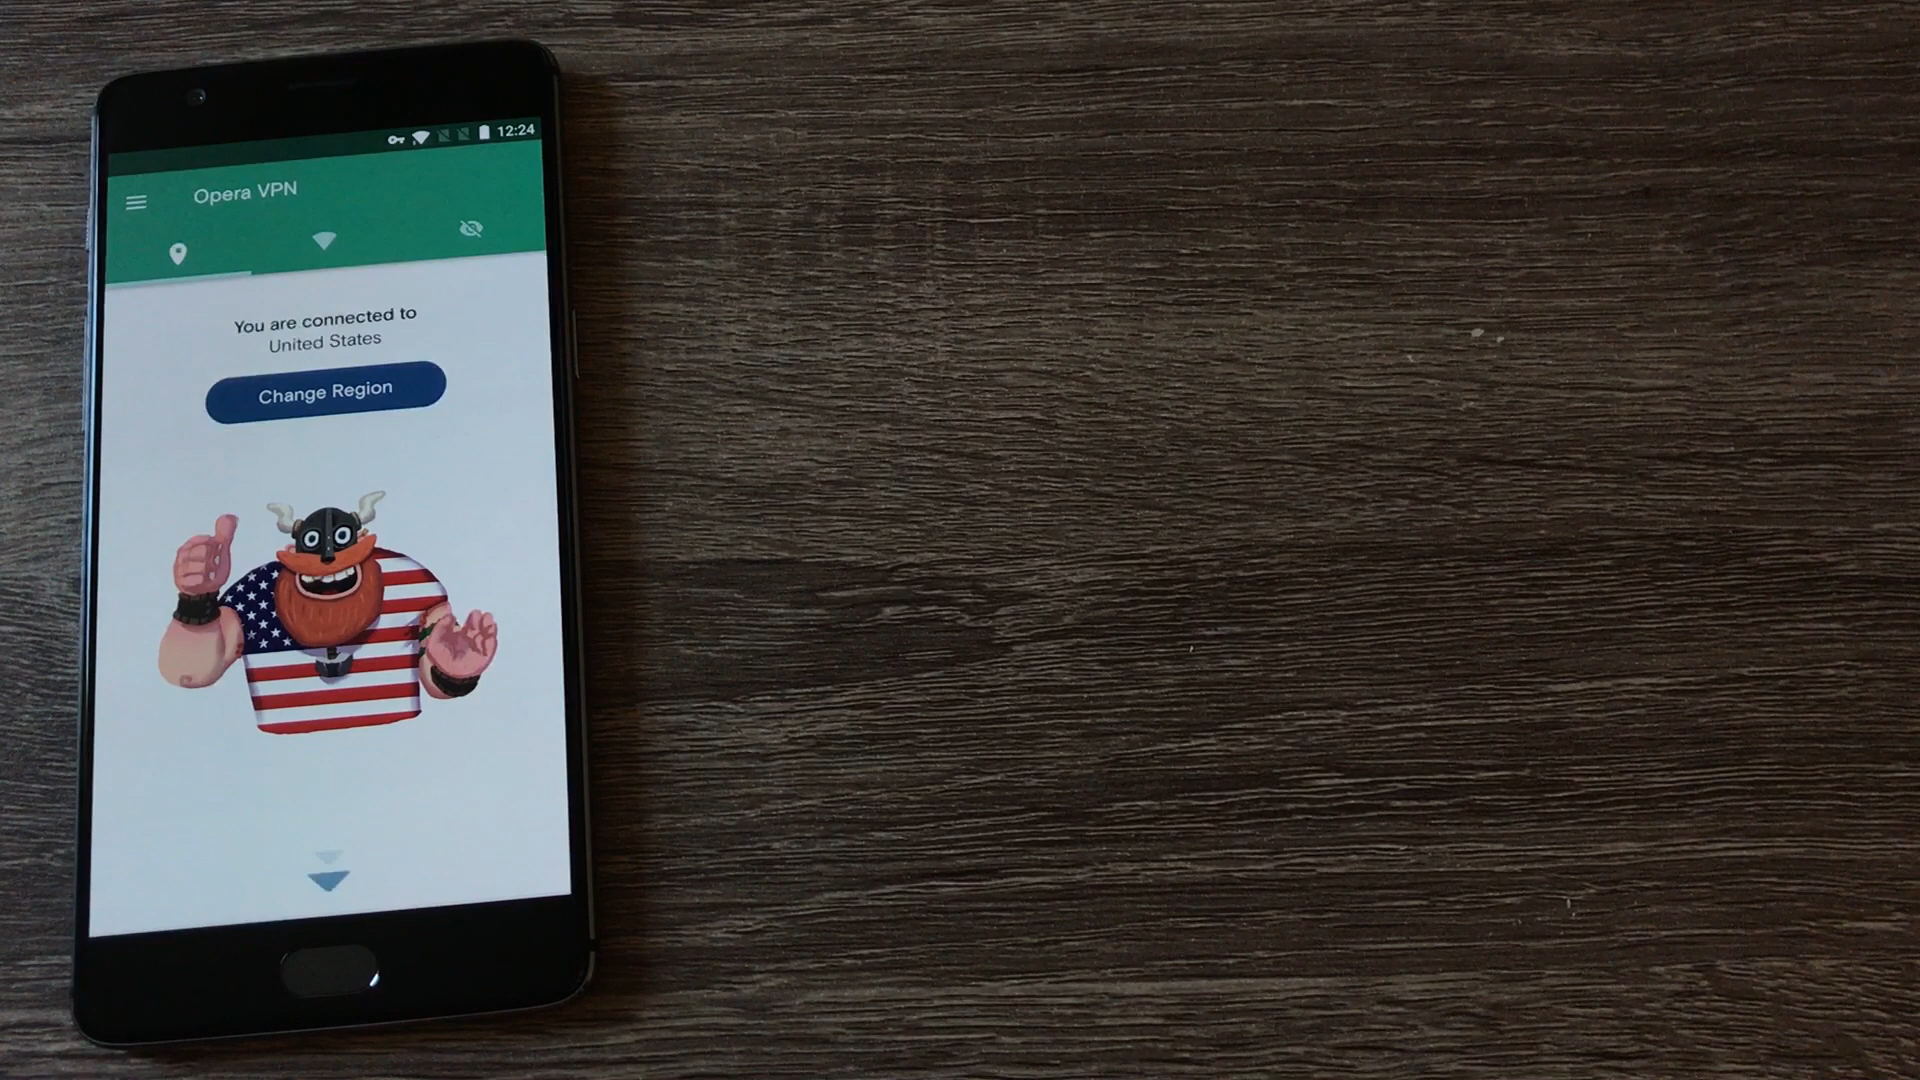 12:24
Opera VPN
You are connected to
United States
Change Region